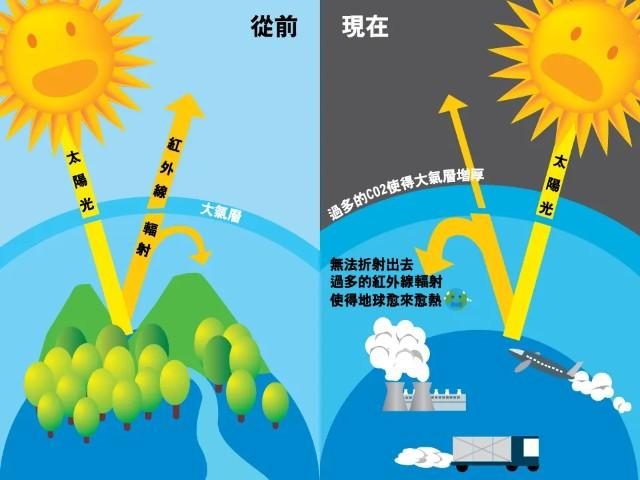 從前
太陽光
紅外線 輻射
大氣層
現在
過多的CO2使得大氣層增厚
太陽光
無法折射出去
過多的紅外線輻射
使得地球愈來愈熱